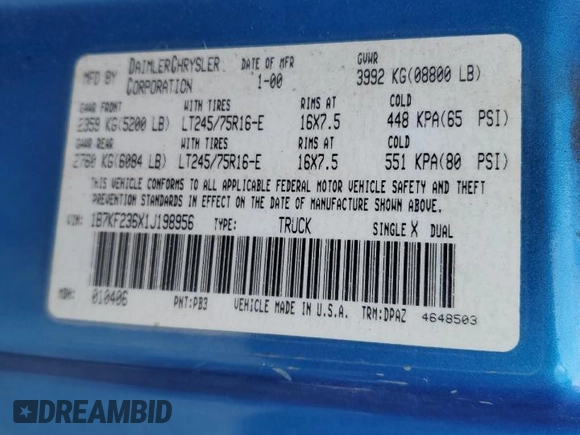 MFD BY DAIMLERCHRYSLER CORPORATION DATE OF MFR 1-00 GVWR 3992 KG(08800 LB)
GAWR FRONT WITH TIRES RIMS AT COLD
2359 KG(5200 LB) LT245/75R16-E 16X7.5 448 KPA(65 PSI)
GAWR REAR WITH TIRES RIMS AT COLD
2760 KG(6084 LB) LT245/75R16-E 16X7.5 551 KPA(80 PSI)
THIS VEHICLE CONFORMS TO ALL APPLICABLE FEDERAL MOTOR VEHICLE SAFETY AND THEFT
PREVENTION STANDARDS IN EFFECT ON THE DATE OF MANUFACTURE SHOWN ABOVE.
VIN: 1B7KF236X1J198956 TYPE: TRUCK SINGLE X DUAL
MDH: 010406 PNT:PB3 VEHICLE MADE IN U.S.A. TRM:DPAZ 4648503
DREAMBID